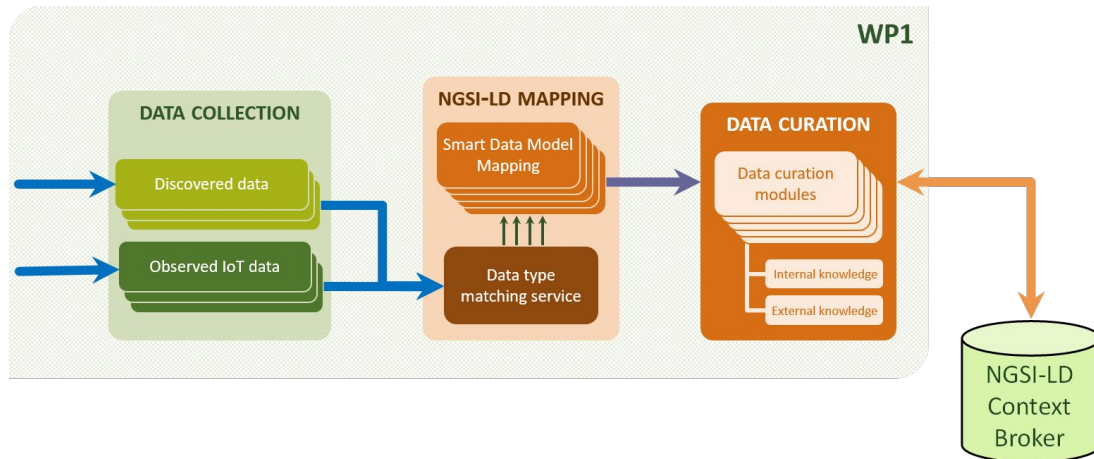 WP1
DATA COLLECTION
Discovered data
Observed IoT data
NGSI-LD MAPPING
Smart Data Model
Mapping
Data type
matching service
DATA CURATION
Data curation
modules
Internal knowledge
External knowledge
NGSI-LD
Context
Broker